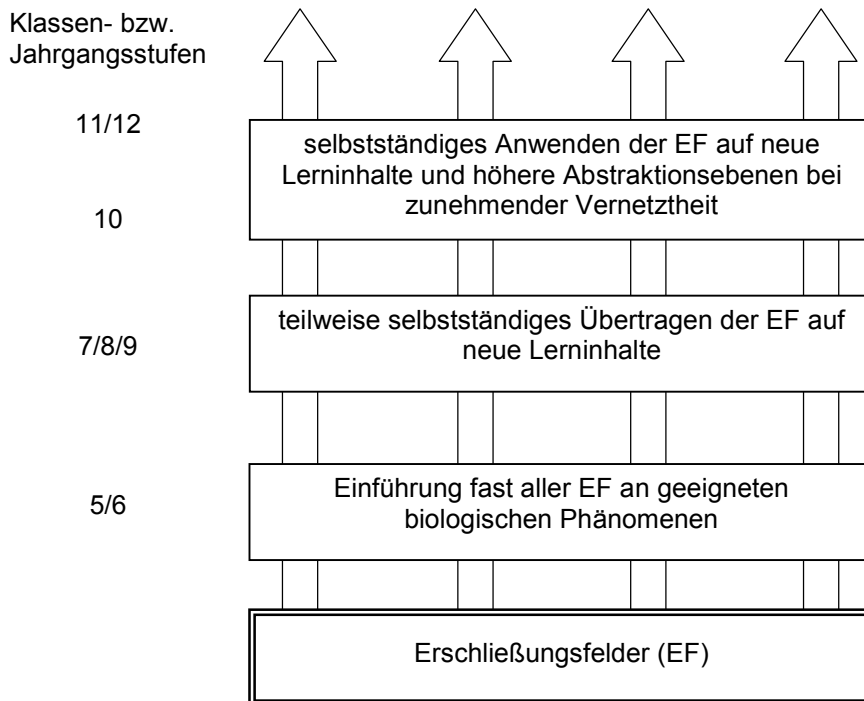 Klassen- bzw.
Jahrgangsstufen
11/12
selbstständiges Anwenden der EF auf neue
Lerninhalte und höhere Abstraktionsebenen bei
zunehmender Vernetztheit
10
teilweise selbstständiges Übertragen der EF auf
neue Lerninhalte
7/8/9
Einführung fast aller EF an geeigneten
biologischen Phänomenen
5/6
Erschließungsfelder (EF)